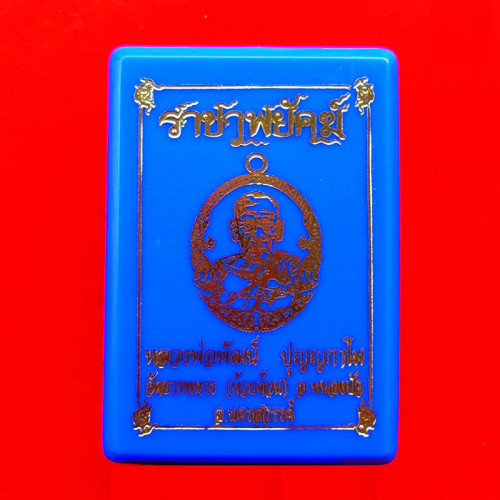 ราชาพยัคฆ์
หลวงพ่อพัฒน์ ปุญญกาโม
วัดธารทหาร (ห้วยด้วน) อ.หนองบัว
จ.นครสวรรค์